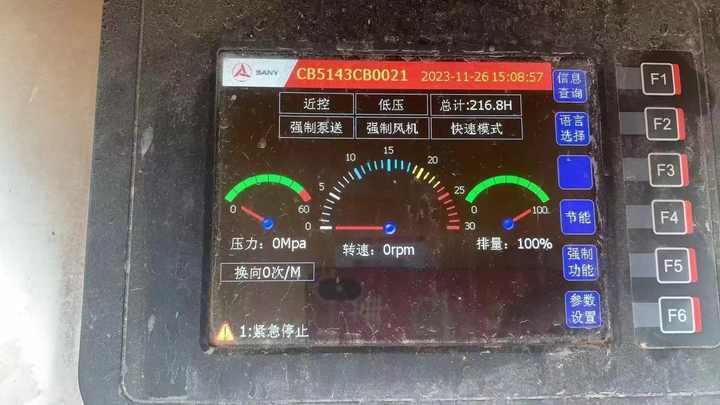 SANY CB5143CB0021 2023-11-26 15:08:57 信息查询 F1
近控 低压 总计:216.8H
强制泵送 强制风机 快速模式 语言选择 F2
F3
0 60
0 5 10 15 20 25 30
0 100
节能 F4
压力: 0Mpa 转速: 0rpm 排量: 100%
换向0次/M 强制功能 F5
参数设置 F6
1:紧急停止